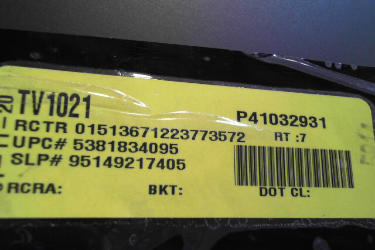 TV1021
P41032931
RCTR 01513671223773572
RT :7
UPC# 5381834095
SLP# 95149217405
RCRA:
BKT:
DOT CL: